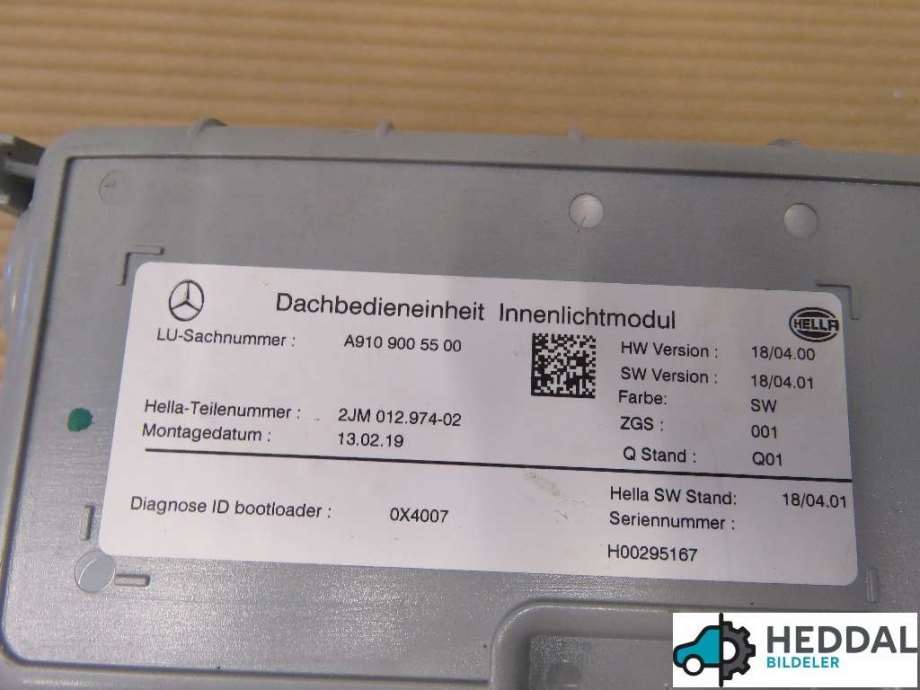 Dachbedieneinheit Innenlichtmodul
HELLA
LU-Sachnummer : A910 900 55 00
Hella-Teilenummer : 2JM 012.974-02
Montagedatum : 13.02.19
HW Version : 18/04.00
SW Version : 18/04.01
Farbe: SW
ZGS : 001
Q Stand : Q01
Diagnose ID bootloader : 0X4007
Hella SW Stand: 18/04.01
Seriennummer :
H00295167
HEDDAL
BILDELER